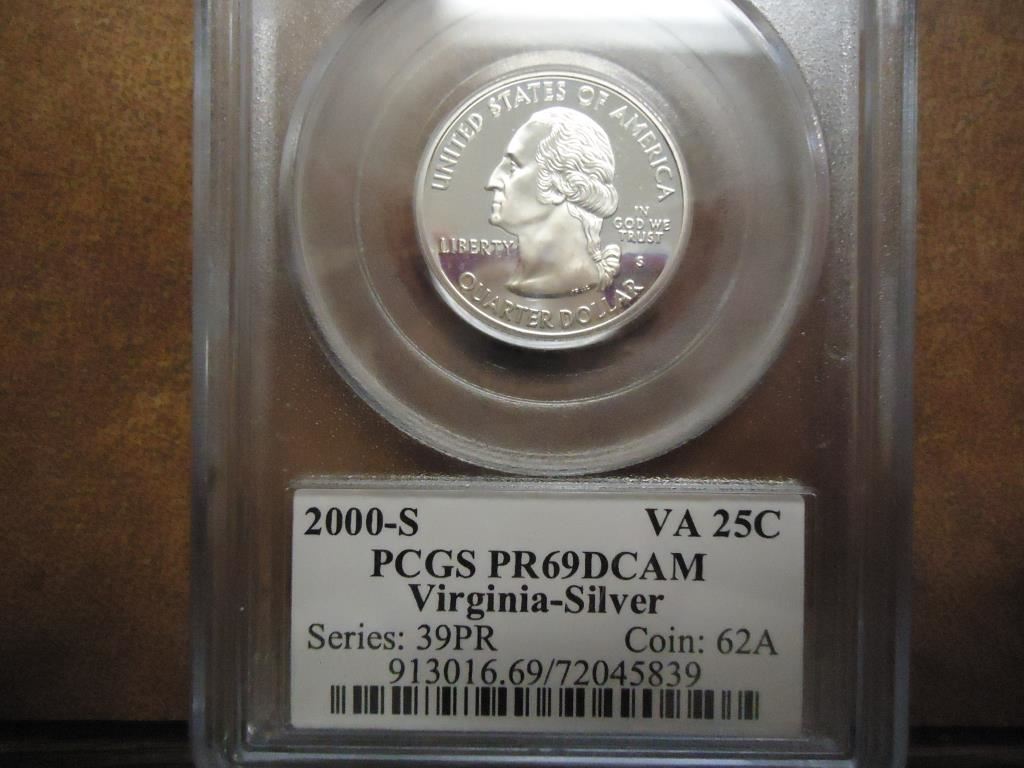 UNITED STATES OF AMERICA
IN
GOD WE
TRUST
LIBERTY
S
QUARTER DOLLAR
2000-S VA 25C
PCGS PR69DCAM
Virginia-Silver
Series: 39PR Coin: 62A
913016.69/72045839